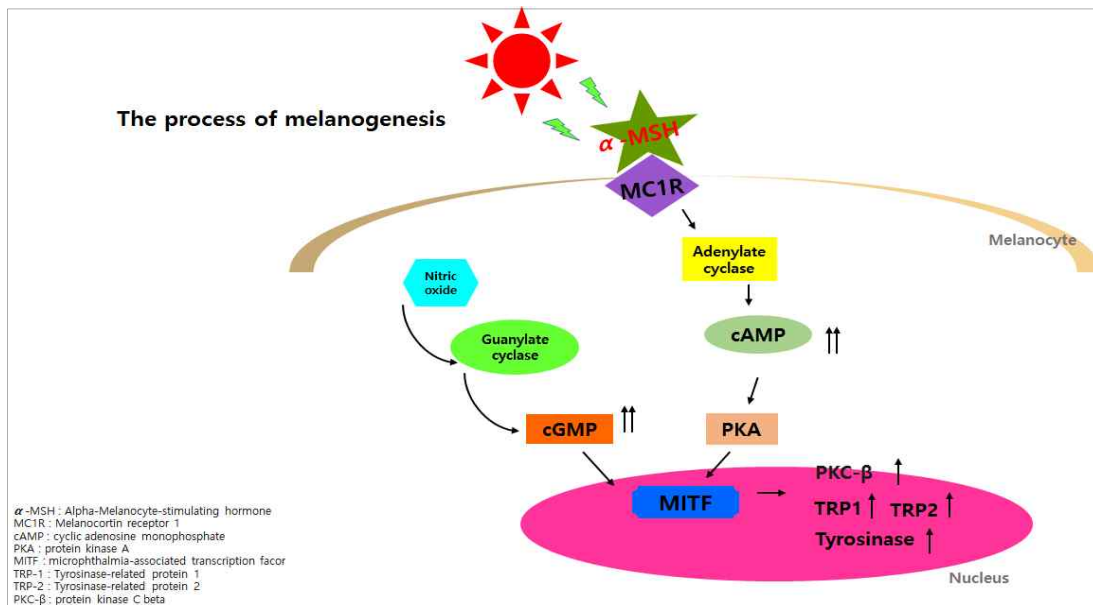 The process of melanogenesis
α -MSH
MC1R
Melanocyte
Adenylate
cyclase
Nitric
oxide
cAMP
Guanylate
cyclase
cGMP
PKA
PKC-β
MITF
TRP1
TRP2
Tyrosinase
Nucleus
α -MSH : Alpha-Melanocyte-stimulating hormone
MC1R : Melanocortin receptor 1
cAMP : cyclic adenosine monophosphate
PKA : protein kinase A
MITF : microphthalmia-associated transcription facor
TRP-1 : Tyrosinase-related protein 1
TRP-2 : Tyrosinase-related protein 2
PKC-β : protein kinase C beta